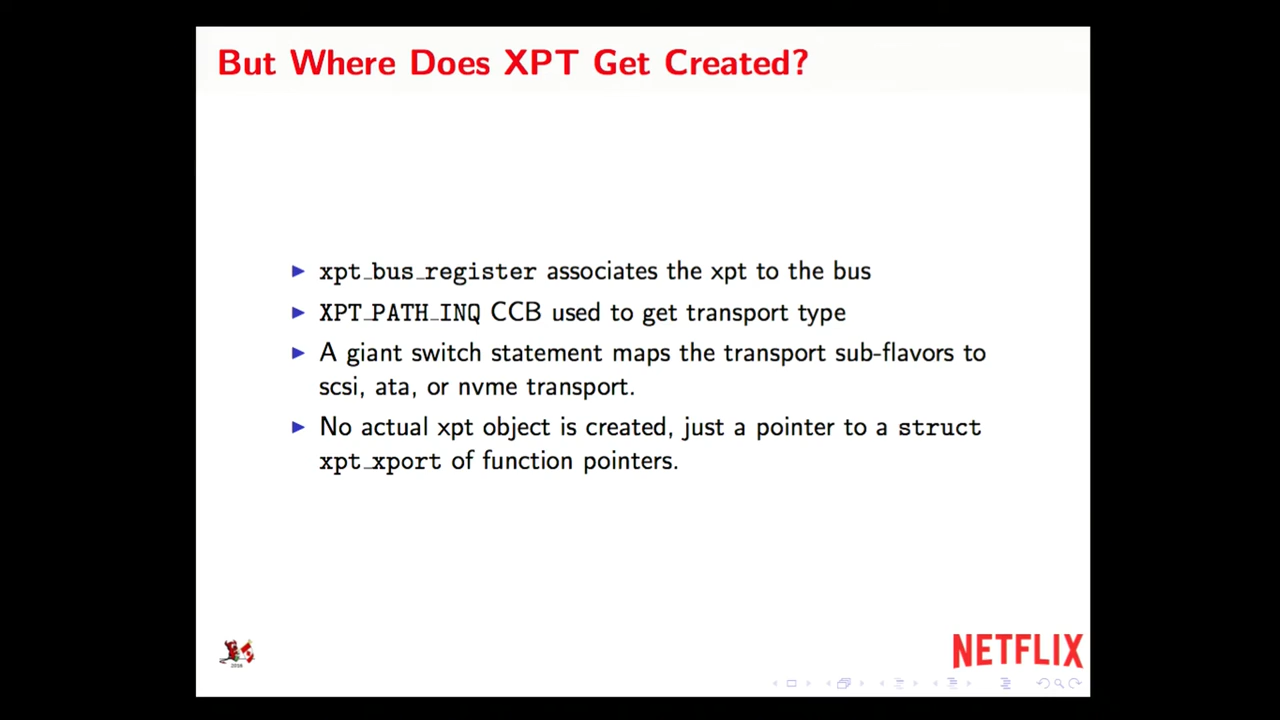 But Where Does XPT Get Created?
xpt_bus_register associates the xpt to the bus
XPT_PATH_INQ CCB used to get transport type
A giant switch statement maps the transport sub-flavors to
scsi, ata, or nvme transport.
No actual xpt object is created, just a pointer to a struct
xpt_xport of function pointers.
NETFLIX